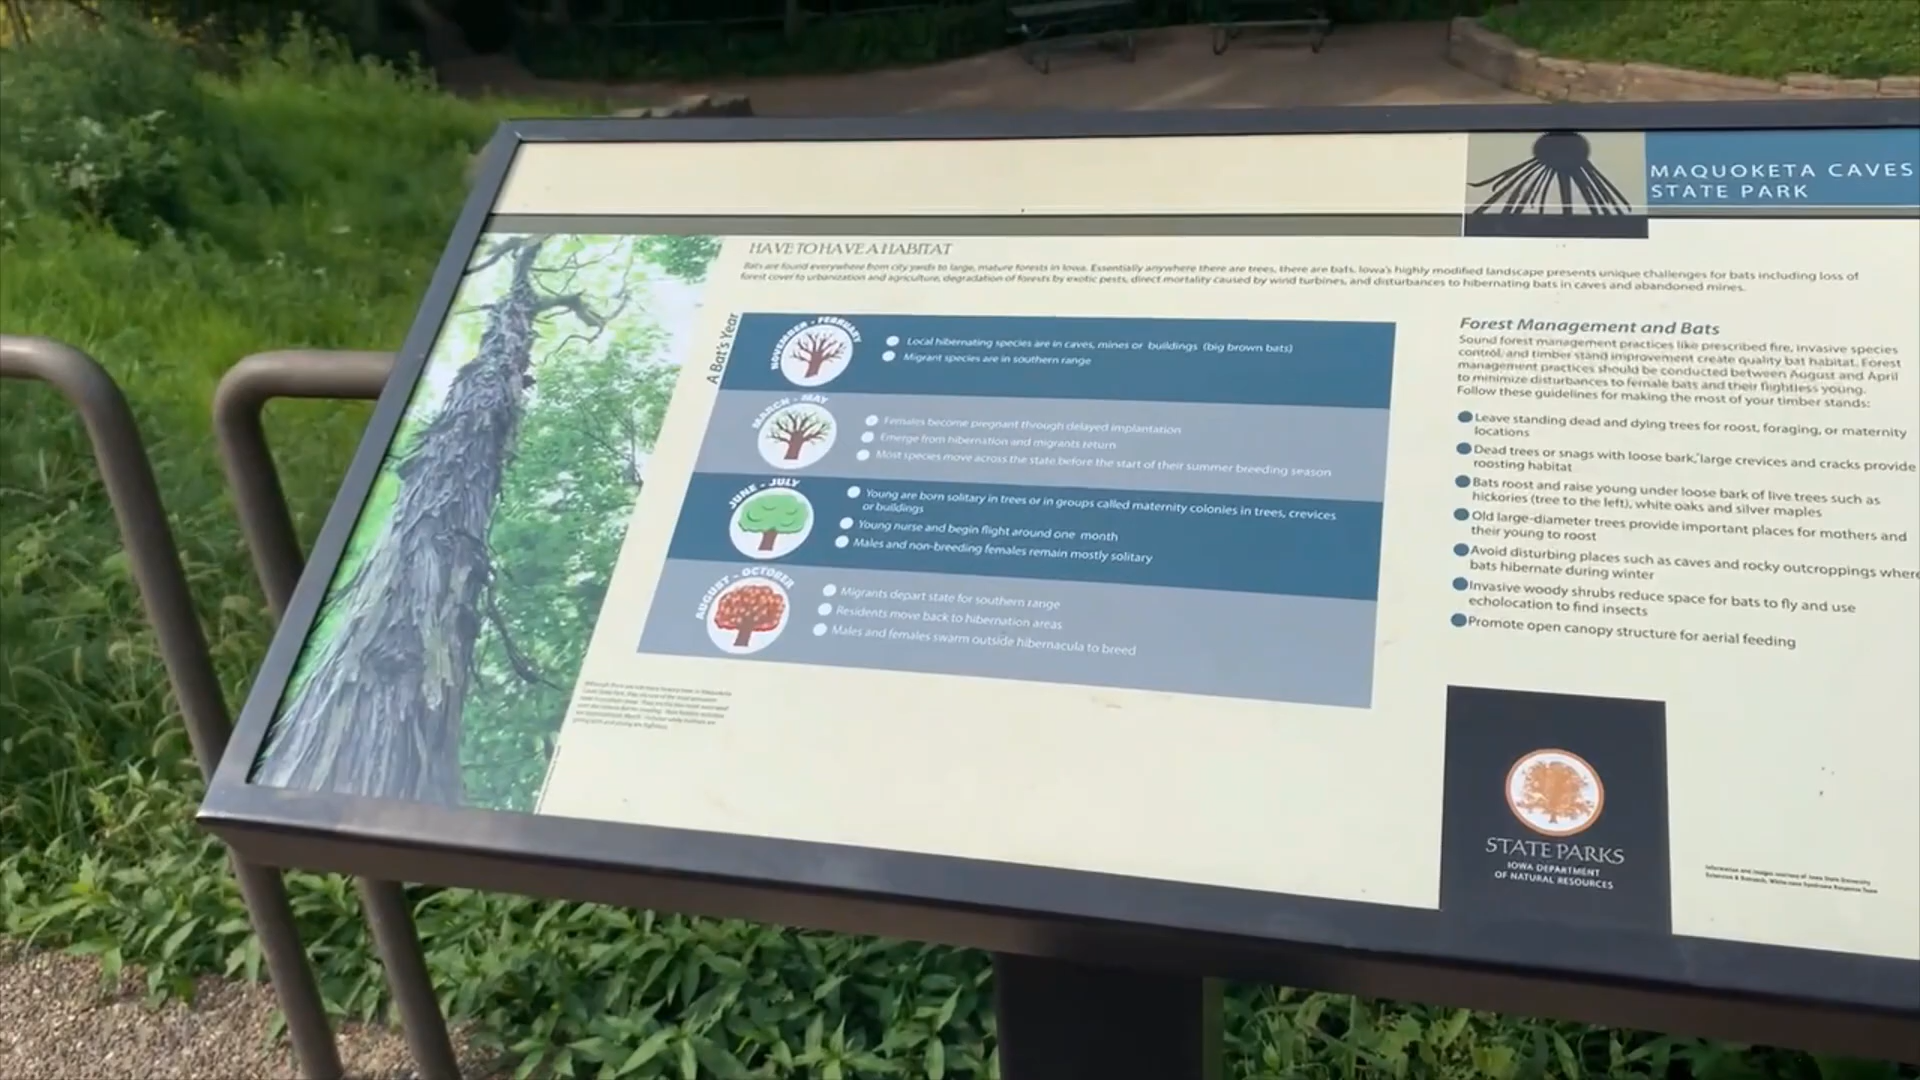 MAQUOKETA CAVES
STATE PARK
HAVE TO HAVE A HABITAT
Bats are found everywhere from city yards to large, mature forests in Iowa. Essentially anywhere there are trees, there are bats. Iowa's highly modified landscape presents unique challenges for bats including loss of
forest cover to urbanization and agriculture, degradation of forests by exotic pests, direct mortality caused by wind turbines, and disturbances to hibernating bats in caves and abandoned mines.
A Bat's Year
NOVEMBER - FEBRUARY
Local hibernating species are in caves, mines or buildings (big brown bats)
Migrant species are in southern range
MARCH - MAY
Females become pregnant through delayed implantation
Emerge from hibernation and migrants return
Most species move across the state before the start of their summer breeding season
JUNE - JULY
Young are born solitary in trees or in groups called maternity colonies in trees, crevices
or buildings
Young nurse and begin flight around one month
Males and non-breeding females remain mostly solitary
AUGUST - OCTOBER
Migrants depart state for southern range
Residents move back to hibernation areas
Males and females swarm outside hibernacula to breed
Forest Management and Bats
Sound forest management practices like prescribed fire, invasive species
control, and timber stand improvement create quality bat habitat. Forest
management practices should be conducted between August and April
to minimize disturbances to female bats and their flightless young.
Follow these guidelines for making the most of your timber stands:
Leave standing dead and dying trees for roost, foraging, or maternity
locations
Dead trees or snags with loose bark, large crevices and cracks provide
roosting habitat
Bats roost and raise young under loose bark of live trees such as
hickories (tree to the left), white oaks and silver maples
Old large-diameter trees provide important places for mothers and
their young to roost
Avoid disturbing places such as caves and rocky outcroppings where
bats hibernate during winter
Invasive woody shrubs reduce space for bats to fly and use
echolocation to find insects
Promote open canopy structure for aerial feeding
STATE PARKS
IOWA DEPARTMENT
OF NATURAL RESOURCES
Information and images courtesy of Iowa State University
Extension & Outreach, White-nose Syndrome Response Team